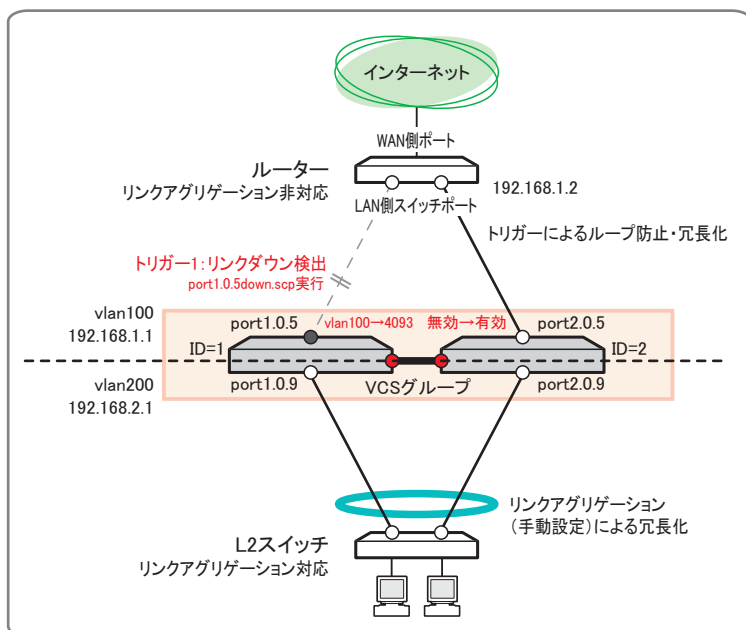 インターネット
WAN側ポート
ルーター
リンクアグリゲーション非対応
192.168.1.2
LAN側スイッチポート
トリガーによるループ防止・冗長化
トリガー1:リンクダウン検出
port1.0.5down.scp実行
vlan100
192.168.1.1
port1.0.5
vlan100→4093
無効→有効
port2.0.5
ID=1
ID=2
vlan200
192.168.2.1
port1.0.9
VCSグループ
port2.0.9
リンクアグリゲーション
(手動設定)による冗長化
L2スイッチ
リンクアグリゲーション対応